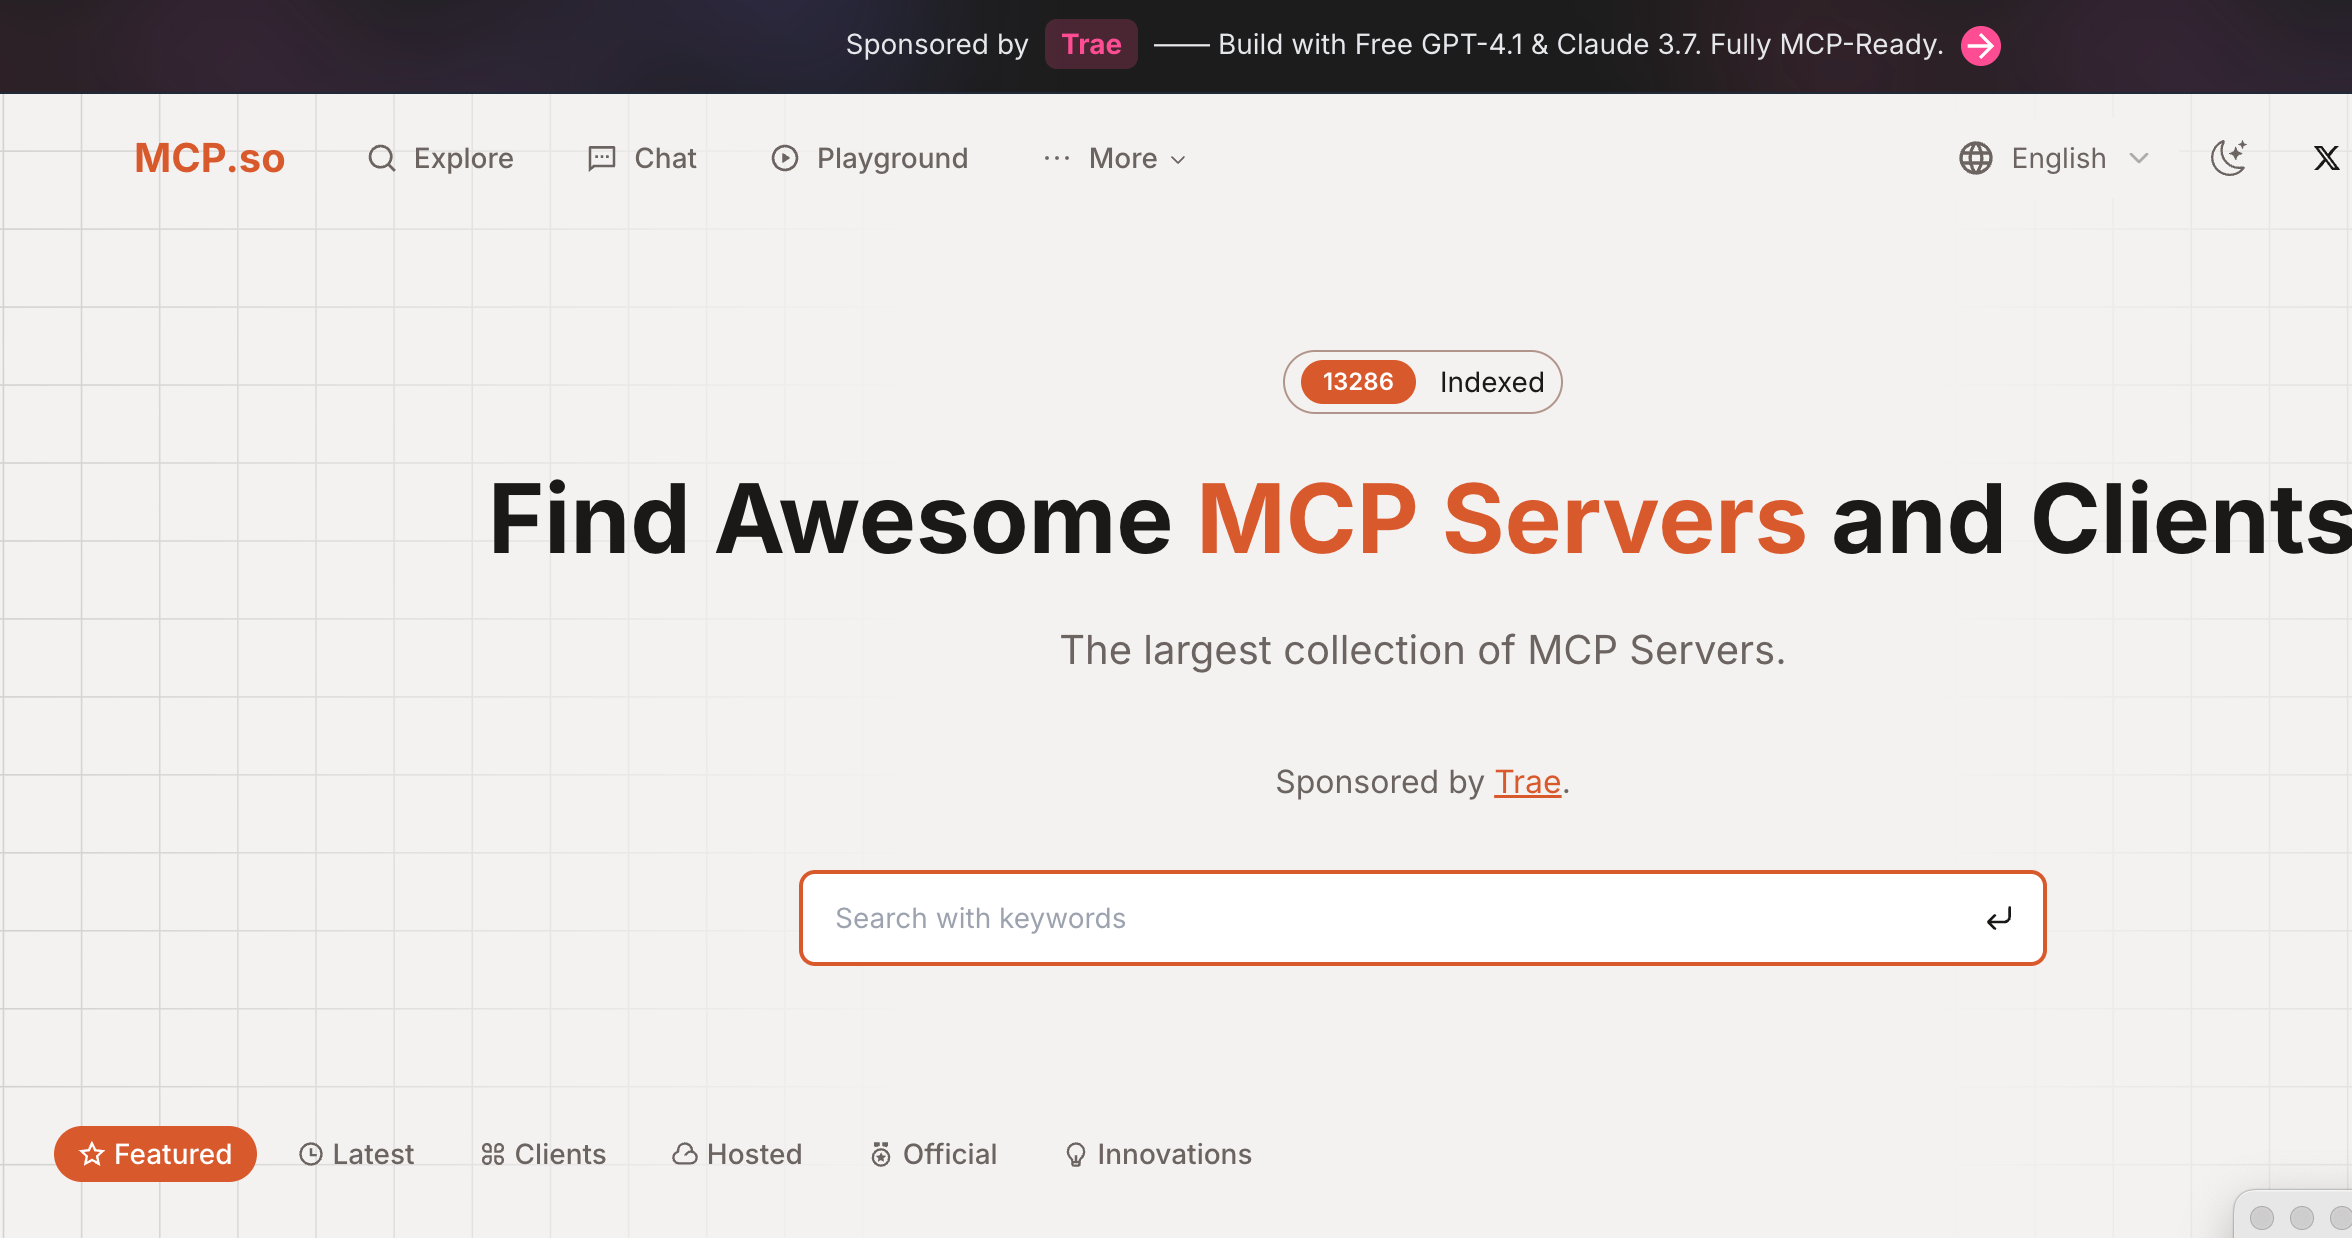 Sponsored by Trae —— Build with Free GPT-4.1 & Claude 3.7. Fully MCP-Ready.
MCP.so Explore Chat Playground ··· More English
13286 Indexed
Find Awesome MCP Servers and Clients
The largest collection of MCP Servers.
Sponsored by Trae.
Search with keywords
Featured Latest Clients Hosted Official Innovations